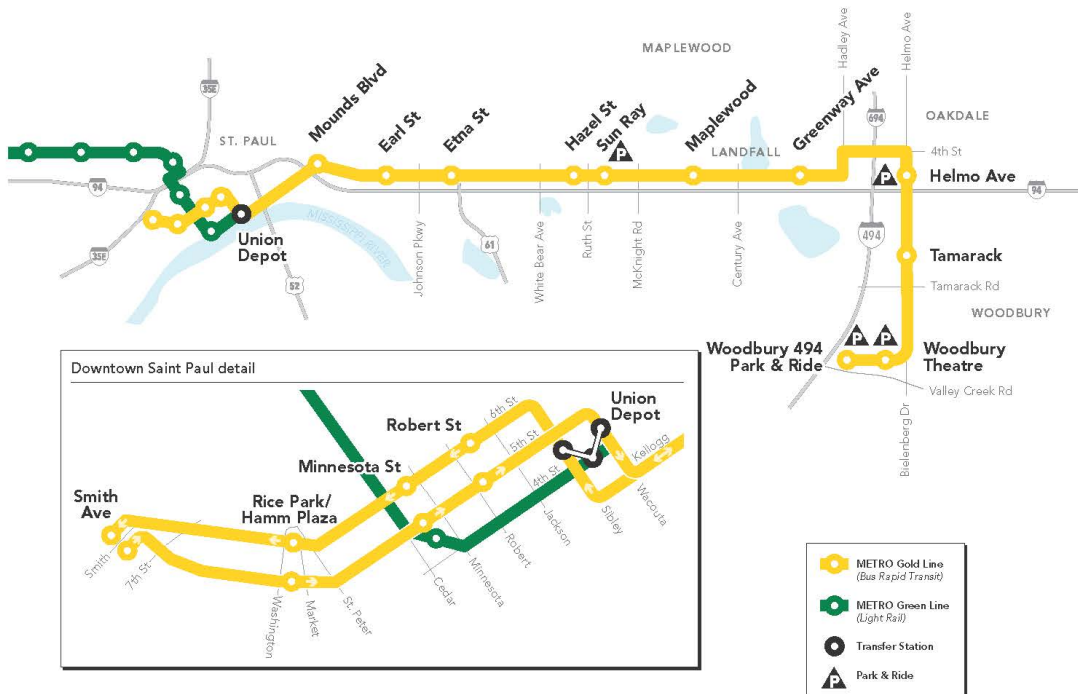 MAPLEWOOD
Hadley Ave
Helmo Ave
35E
ST. PAUL
Mounds Blvd
Earl St
Etna St
Hazel St
Sun Ray
P
Maplewood
LANDFALL
Greenway Ave
694
OAKDALE
4th St
P
Helmo Ave
94
94
MISSISSIPPI RIVER
Union
Depot
35E
52
Johnson Pkwy
61
White Bear Ave
Ruth St
McKnight Rd
Century Ave
494
Tamarack
Tamarack Rd
WOODBURY
P
P
Woodbury 494
Park & Ride
Woodbury
Theatre
Valley Creek Rd
Bielenberg Dr
Downtown Saint Paul detail
Union
Depot
Robert St
6th St
5th St
4th St
Kellogg
Minnesota St
Wacouta
Sibley
Jackson
Rice Park/
Hamm Plaza
Smith
Ave
Smith
7th St
Robert
Minnesota
Cedar
St. Peter
Market
Washington
METRO Gold Line
(Bus Rapid Transit)
METRO Green Line
(Light Rail)
Transfer Station
P
Park & Ride